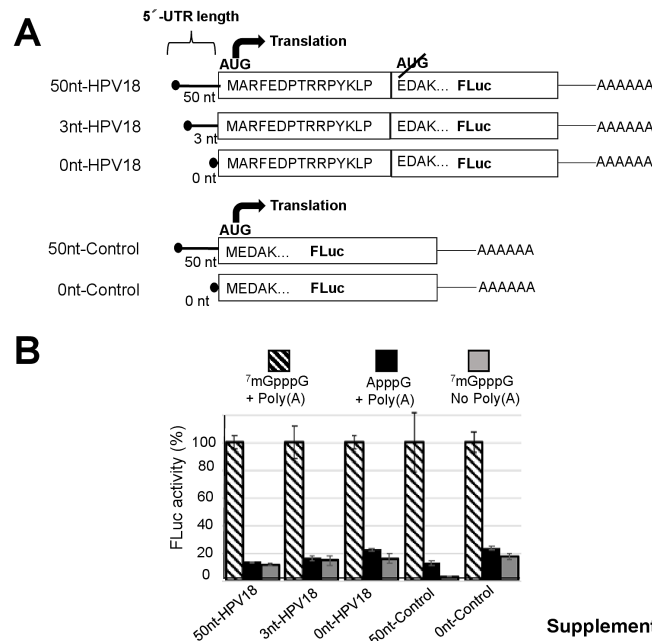 5´-UTR length
A
Translation
AUG
AUG
50nt-HPV18
50 nt
MARFEDPTRRPYKLP
EDAK... FLuc
AAAAAA
3nt-HPV18
3 nt
MARFEDPTRRPYKLP
EDAK... FLuc
AAAAAA
0nt-HPV18
0 nt
MARFEDPTRRPYKLP
EDAK... FLuc
AAAAAA
Translation
AUG
50nt-Control
50 nt
MEDAK... FLuc
AAAAAA
0nt-Control
0 nt
MEDAK... FLuc
AAAAAA
B
⁷mGpppG
+ Poly(A)
ApppG
+ Poly(A)
⁷mGpppG
No Poly(A)
FLuc activity (%)
100
80
60
40
20
0
50nt-HPV18
3nt-HPV18
0nt-HPV18
50nt-Control
0nt-Control
Supplement